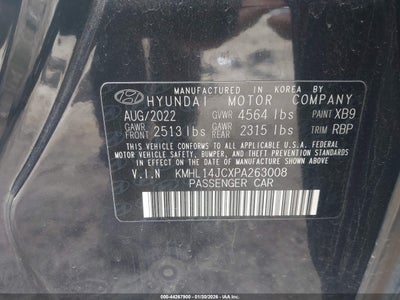 MANUFACTURED IN KOREA BY
HYUNDAI MOTOR COMPANY
AUG/2022 GVWR 4564 lbs PAINT XB9
GAWR FRONT 2513 lbs GAWR REAR 2315 lbs TRIM RBP
THIS VEHICLE CONFORMS TO ALL APPLICABLE U.S.
FEDERAL MOTOR VEHICLE SAFETY, BUMPER, AND THEFT
PREVENTION STANDARDS IN EFFECT ON THE DATE OF
MANUFACTURE SHOWN ABOVE.
V.I.N KMHL14JCXPA263008
PASSENGER CAR
000-44267900 - 01/30/2026 - COPYRIGHT IAA, LLC.